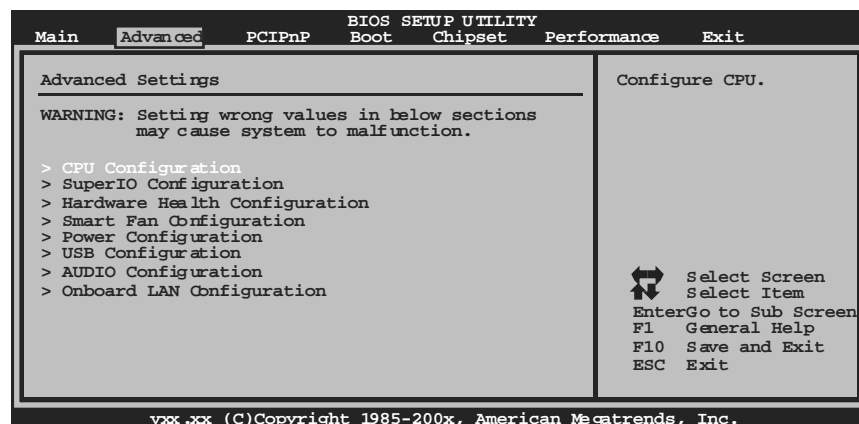 BIOS SETUP UTILITY
Main Advanced PCIPnP Boot Chipset Performance Exit
Advanced Settings
WARNING: Setting wrong values in below sections
may cause system to malfunction.
> CPU Configuration
> SuperIO Configuration
> Hardware Health Configuration
> Smart Fan Configuration
> Power Configuration
> USB Configuration
> AUDIO Configuration
> Onboard LAN Configuration
Configure CPU.
Select Screen
Select Item
Enter Go to Sub Screen
F1 General Help
F10 Save and Exit
ESC Exit
vxx.xx (C)Copyright 1985-200x, American Megatrends, Inc.